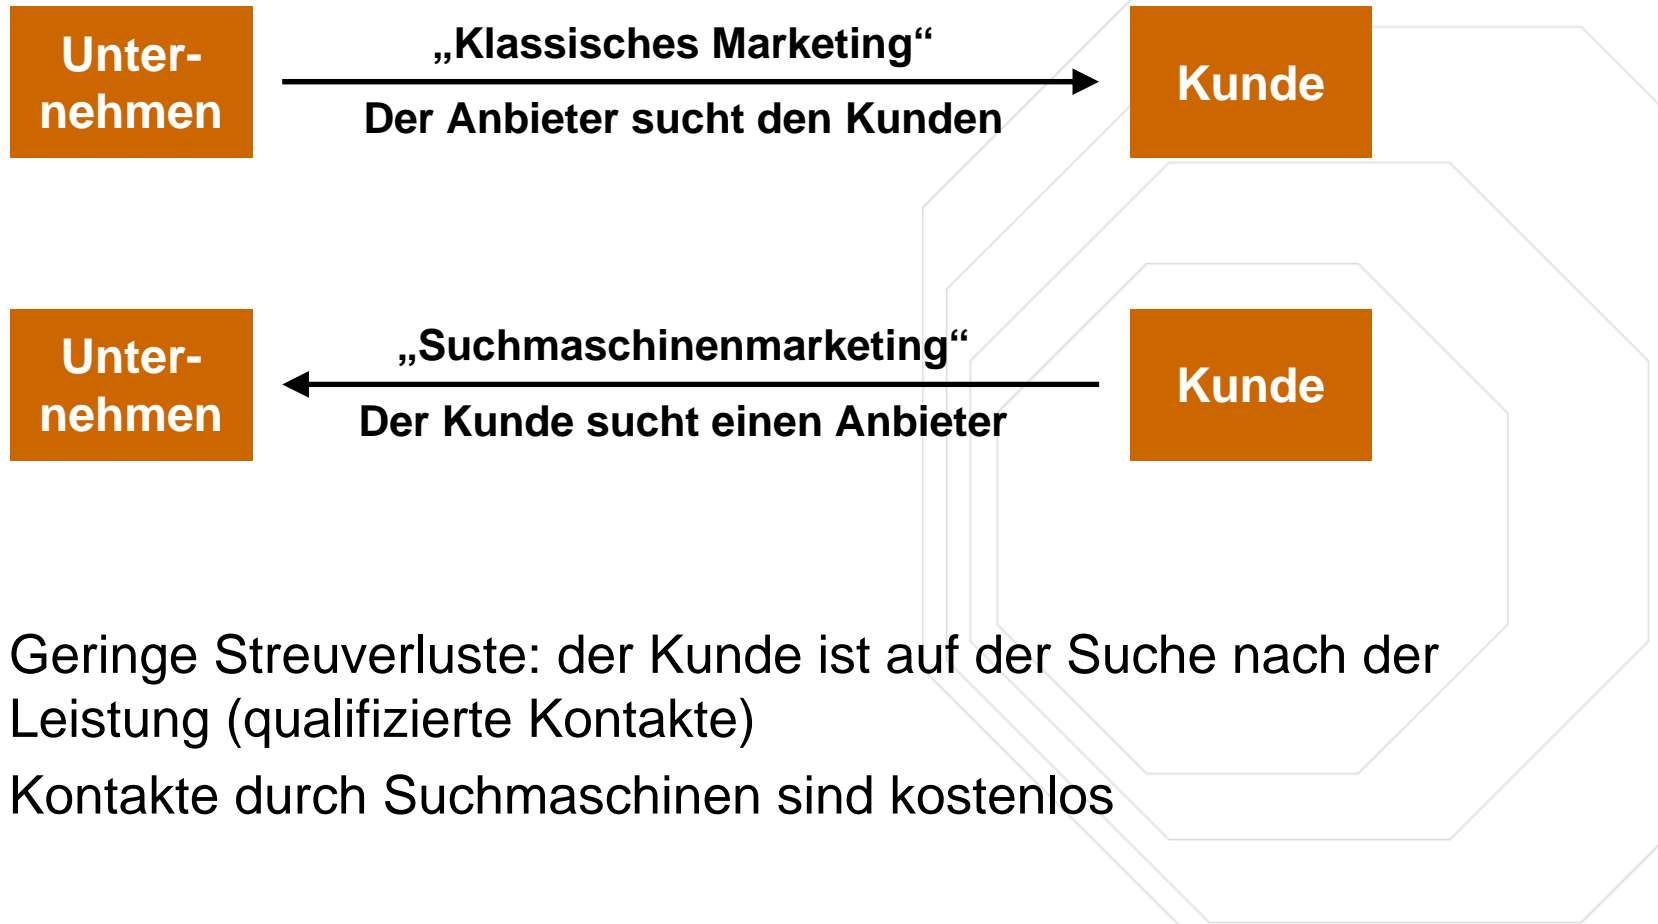 Unter-
nehmen
„Klassisches Marketing“
Der Anbieter sucht den Kunden
Kunde
Unter-
nehmen
„Suchmaschinenmarketing“
Der Kunde sucht einen Anbieter
Kunde
Geringe Streuverluste: der Kunde ist auf der Suche nach der
Leistung (qualifizierte Kontakte)
Kontakte durch Suchmaschinen sind kostenlos